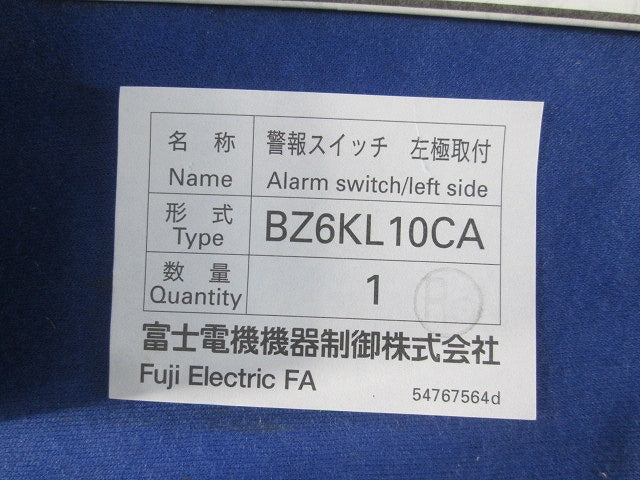 名 称 警報スイッチ 左極取付
Name Alarm switch/left side
形 式 BZ6KL10CA
Type
数 量 1
Quantity
富士電機機器制御株式会社
Fuji Electric FA
54767564d